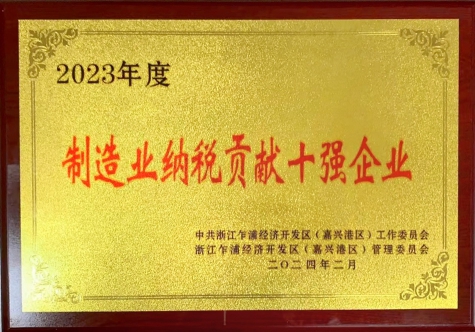 2023年度
制造业纳税贡献十强企业
中共浙江乍浦经济开发区（嘉兴港区）工作委员会
浙江乍浦经济开发区（嘉兴港区）管理委员会
二〇二四年二月